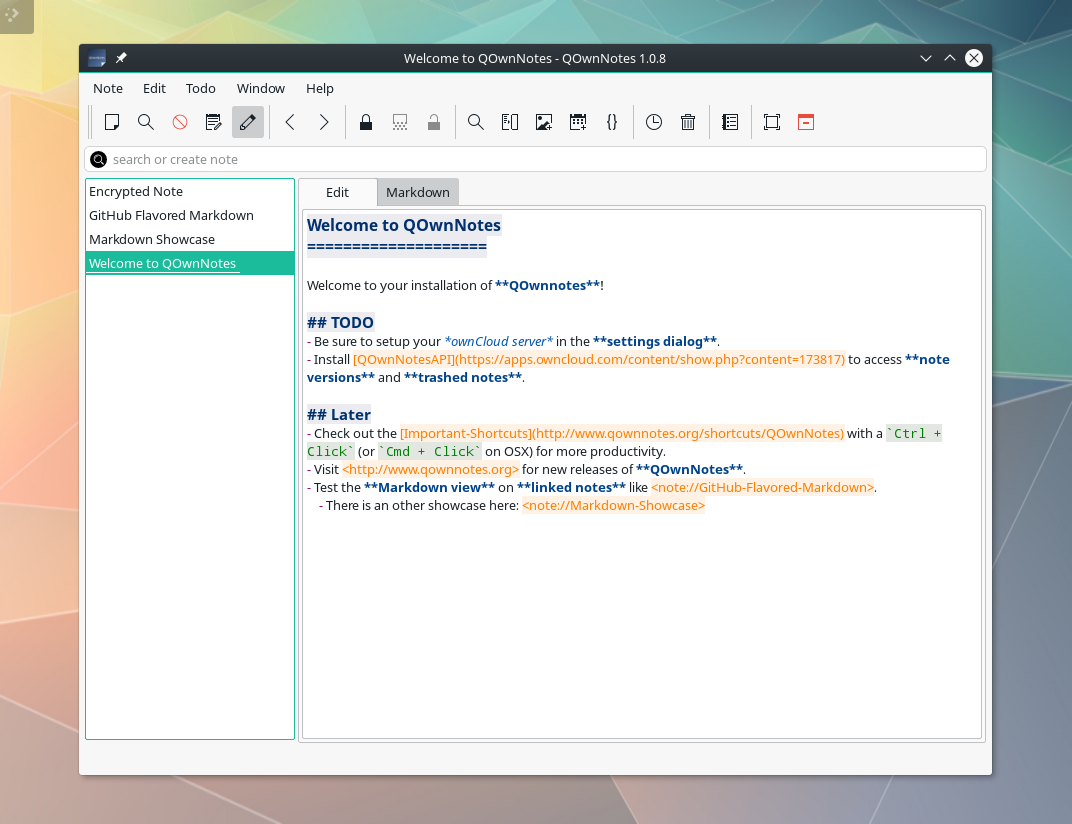 Welcome to QOwnNotes - QOwnNotes 1.0.8
Note Edit Todo Window Help
search or create note
Encrypted Note
GitHub Flavored Markdown
Markdown Showcase
Welcome to QOwnNotes
Edit Markdown
Welcome to QOwnNotes
====================
Welcome to your installation of **QOwnnotes**!
## TODO
- Be sure to setup your *ownCloud server* in the **settings dialog**.
- Install [QOwnNotesAPI](https://apps.owncloud.com/content/show.php?content=173817) to access **note
versions** and **trashed notes**.
## Later
- Check out the [Important-Shortcuts](http://www.qownnotes.org/shortcuts/QOwnNotes) with a `Ctrl +
Click` (or `Cmd + Click` on OSX) for more productivity.
- Visit <http://www.qownnotes.org> for new releases of **QOwnNotes**.
- Test the **Markdown view** on **linked notes** like <note://GitHub-Flavored-Markdown>.
- There is an other showcase here: <note://Markdown-Showcase>